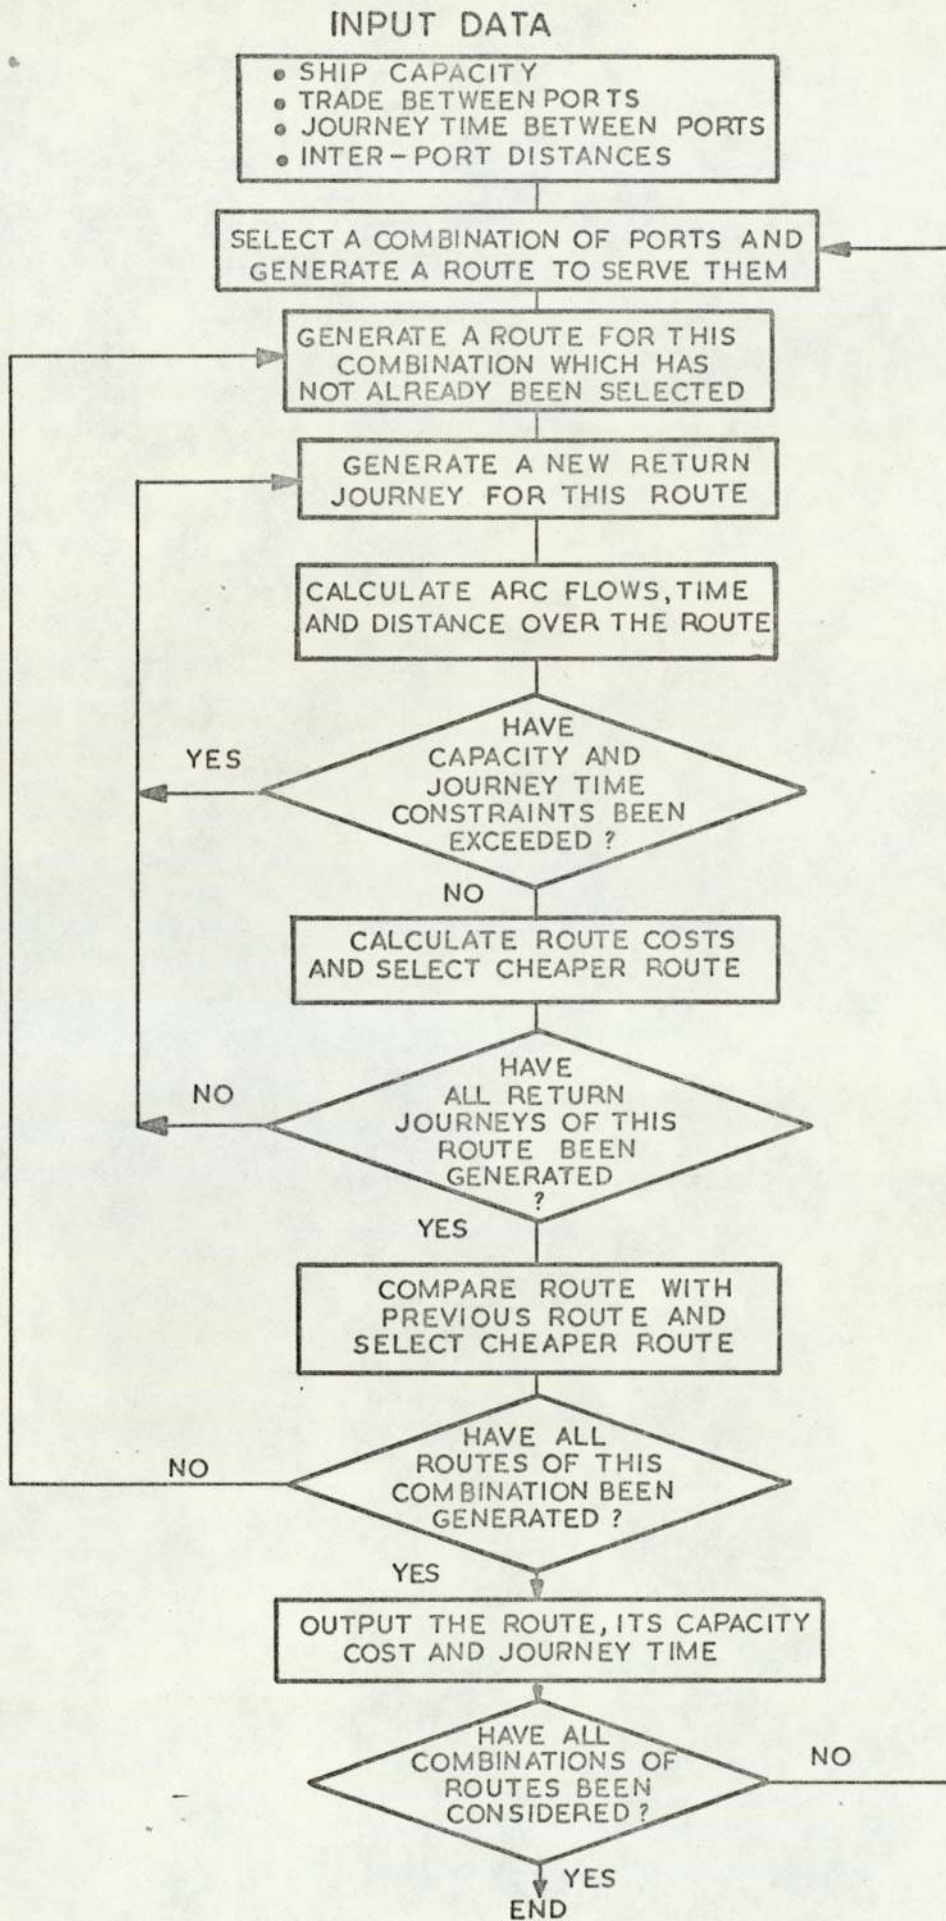 INPUT DATA
• SHIP CAPACITY
• TRADE BETWEEN PORTS
• JOURNEY TIME BETWEEN PORTS
• INTER-PORT DISTANCES
SELECT A COMBINATION OF PORTS AND
GENERATE A ROUTE TO SERVE THEM
GENERATE A ROUTE FOR THIS
COMBINATION WHICH HAS
NOT ALREADY BEEN SELECTED
GENERATE A NEW RETURN
JOURNEY FOR THIS ROUTE
CALCULATE ARC FLOWS, TIME
AND DISTANCE OVER THE ROUTE
HAVE
CAPACITY AND
JOURNEY TIME
CONSTRAINTS BEEN
EXCEEDED ?
YES
NO
CALCULATE ROUTE COSTS
AND SELECT CHEAPER ROUTE
HAVE
ALL RETURN
JOURNEYS OF THIS
ROUTE BEEN
GENERATED
?
NO
YES
COMPARE ROUTE WITH
PREVIOUS ROUTE AND
SELECT CHEAPER ROUTE
HAVE ALL
ROUTES OF THIS
COMBINATION BEEN
GENERATED ?
NO
YES
OUTPUT THE ROUTE, ITS CAPACITY
COST AND JOURNEY TIME
HAVE ALL
COMBINATIONS OF
ROUTES BEEN
CONSIDERED ?
NO
YES
END